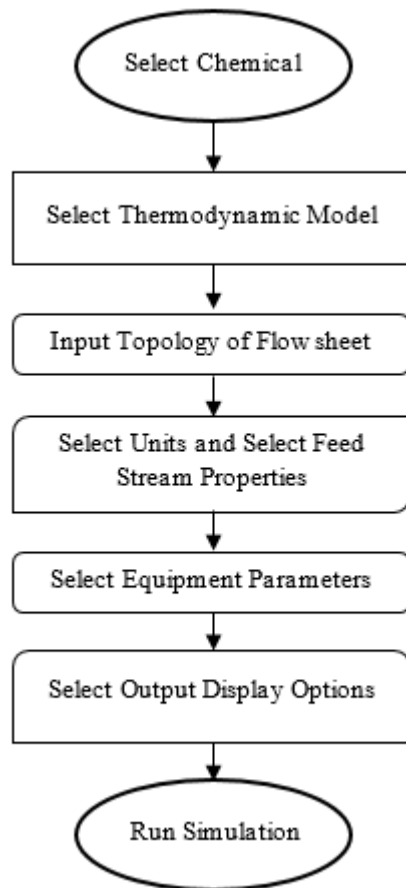 Select Chemical
Select Thermodynamic Model
Input Topology of Flow sheet
Select Units and Select Feed
Stream Properties
Select Equipment Parameters
Select Output Display Options
Run Simulation